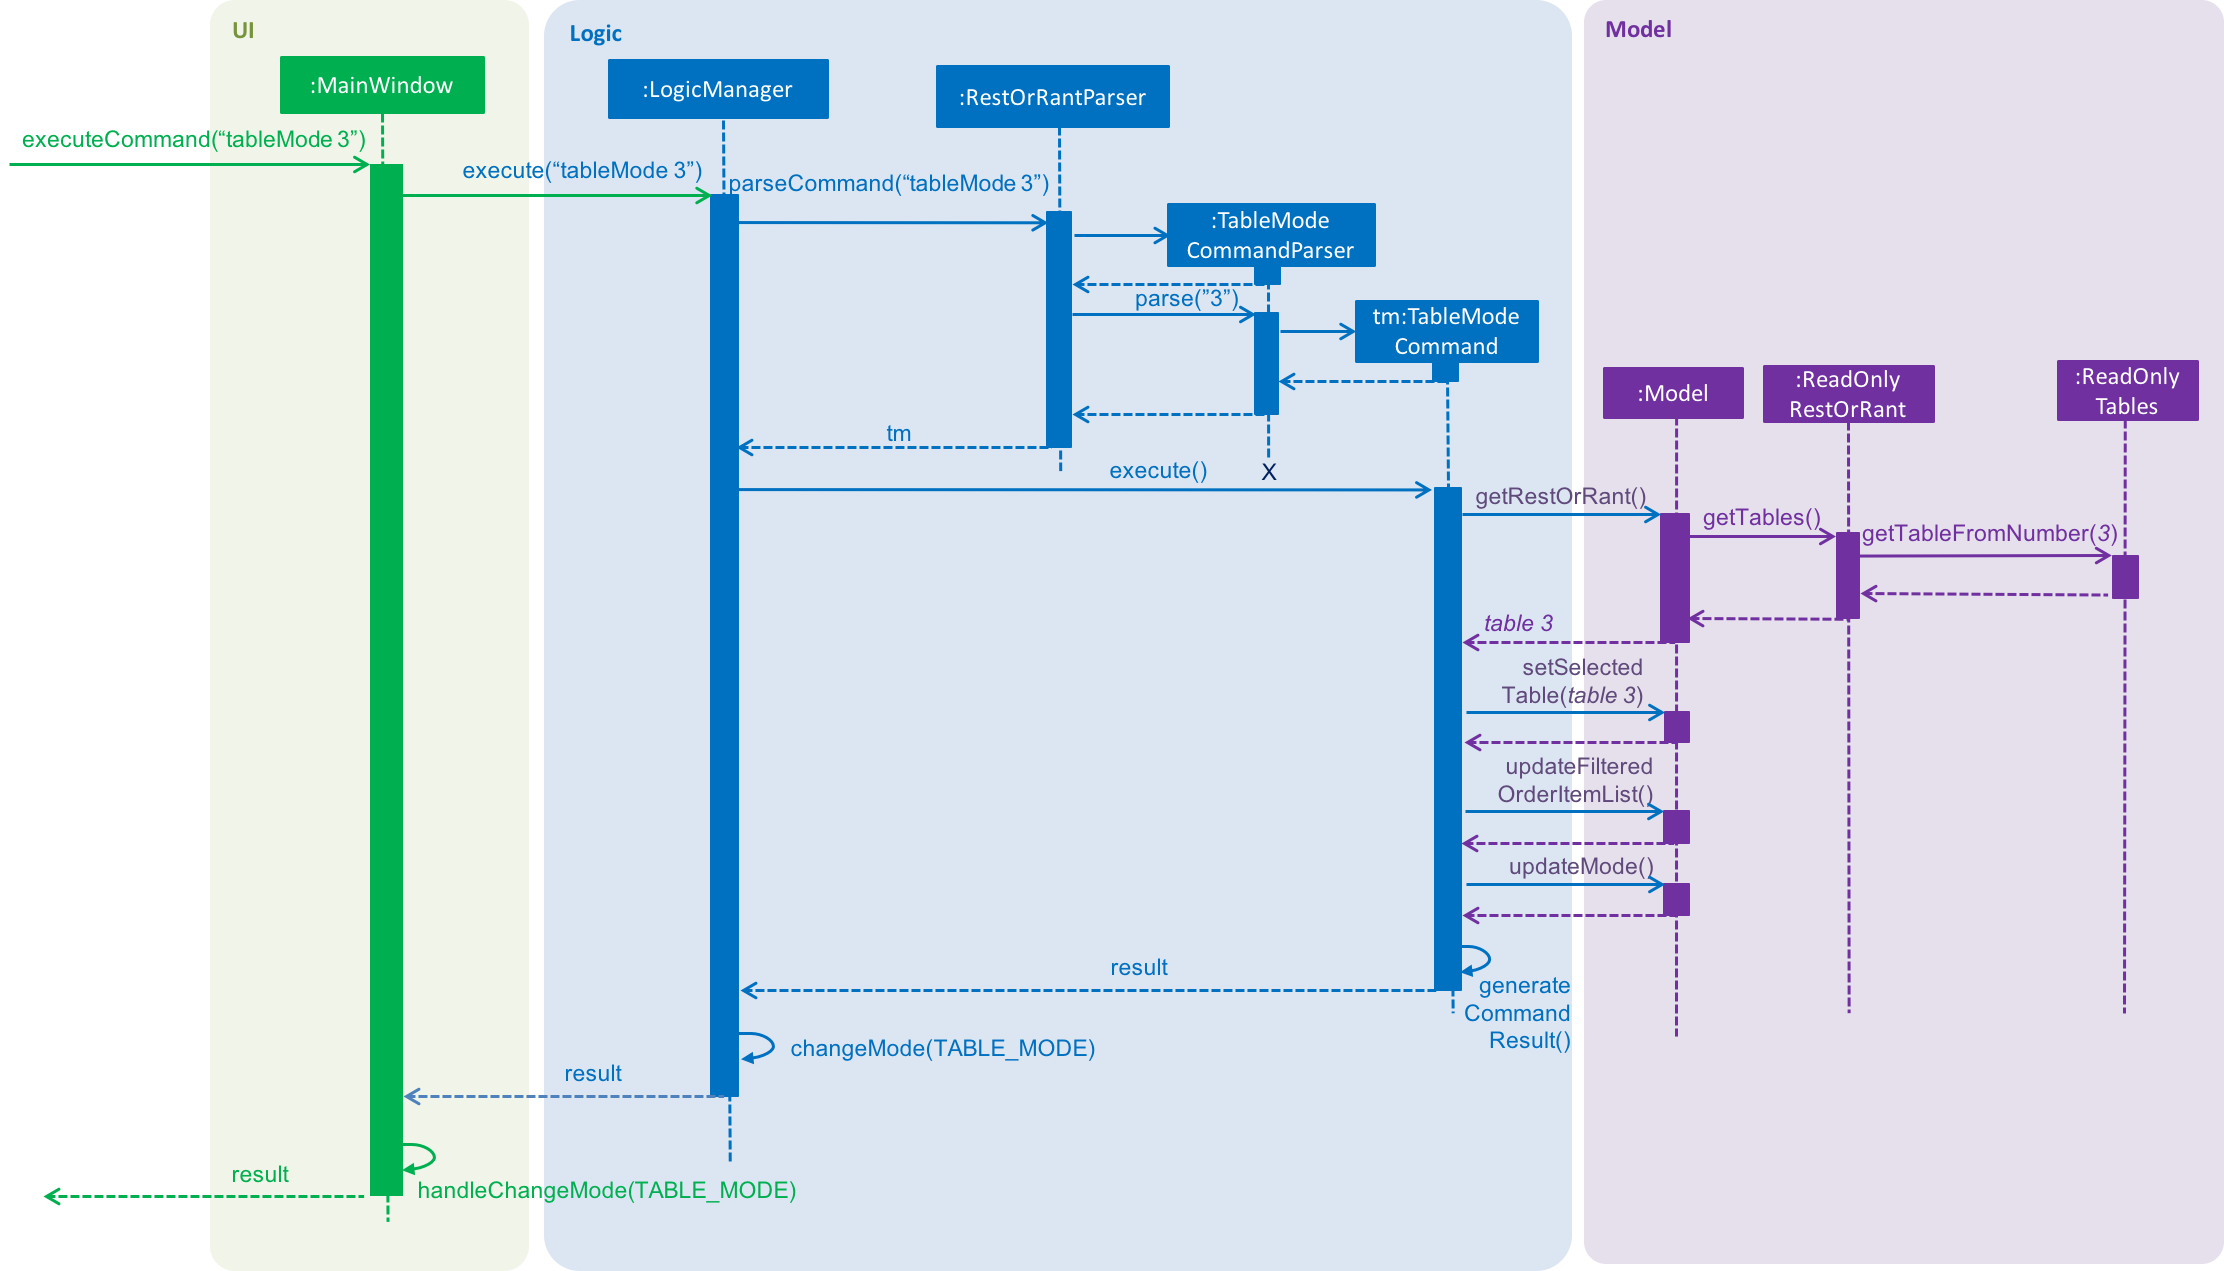 UI
Logic
Model
:MainWindow
:LogicManager
:RestOrRantParser
executeCommand(“tableMode 3”)
execute(“tableMode 3”)
parseCommand(“tableMode 3”)
:TableMode
CommandParser
parse(”3”)
tm:TableMode
Command
:Model
:ReadOnly
RestOrRant
:ReadOnly
Tables
tm
execute()
X
getRestOrRant()
getTables()
getTableFromNumber(3)
table 3
setSelected
Table(table 3)
updateFiltered
OrderItemList()
updateMode()
result
generate
Command
Result()
changeMode(TABLE_MODE)
result
result
handleChangeMode(TABLE_MODE)